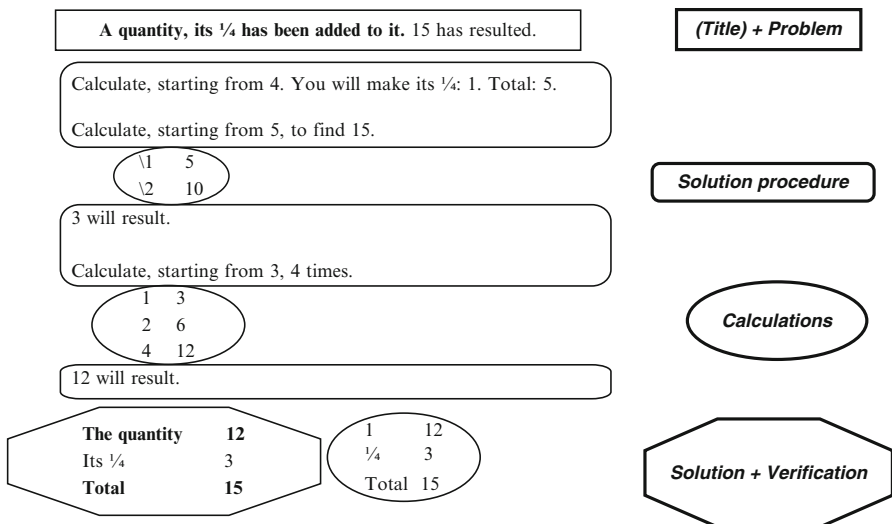 A quantity, its ¼ has been added to it. 15 has resulted.
(Title) + Problem
Calculate, starting from 4. You will make its ¼: 1. Total: 5.
Calculate, starting from 5, to find 15.
\1 5
\2 10
Solution procedure
3 will result.
Calculate, starting from 3, 4 times.
1 3
2 6
4 12
Calculations
12 will result.
The quantity 12
Its ¼ 3
Total 15
1 12
¼ 3
Total 15
Solution + Verification